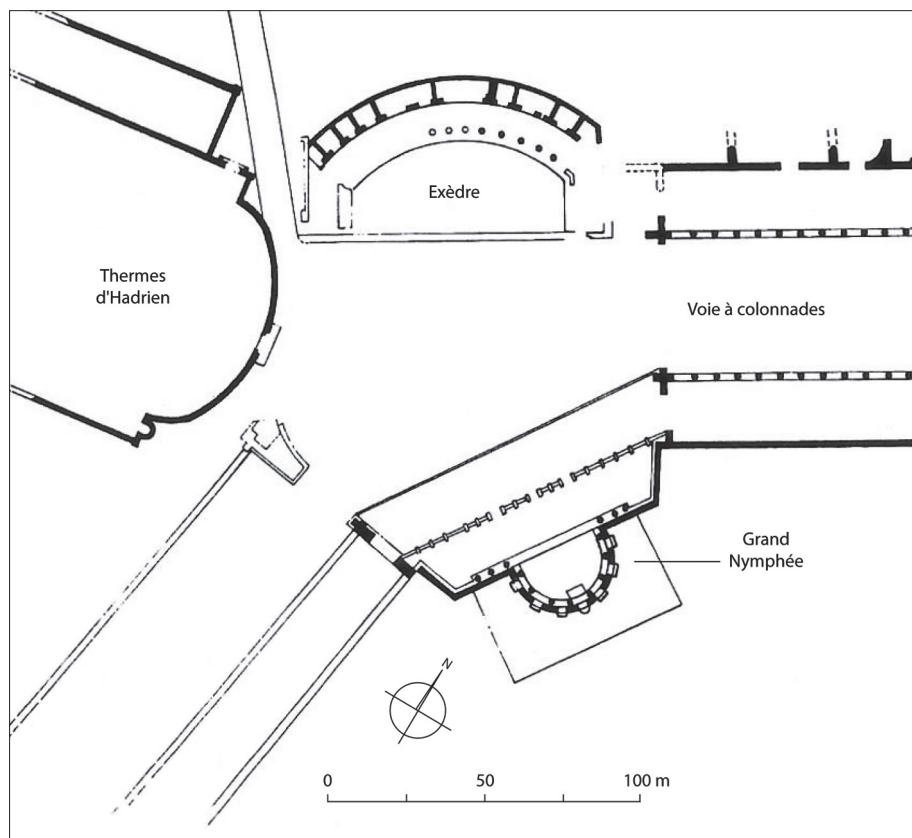 Exèdre
Thermes
d'Hadrien
Voie à colonnades
Grand
Nymphée
N
0 50 100 m